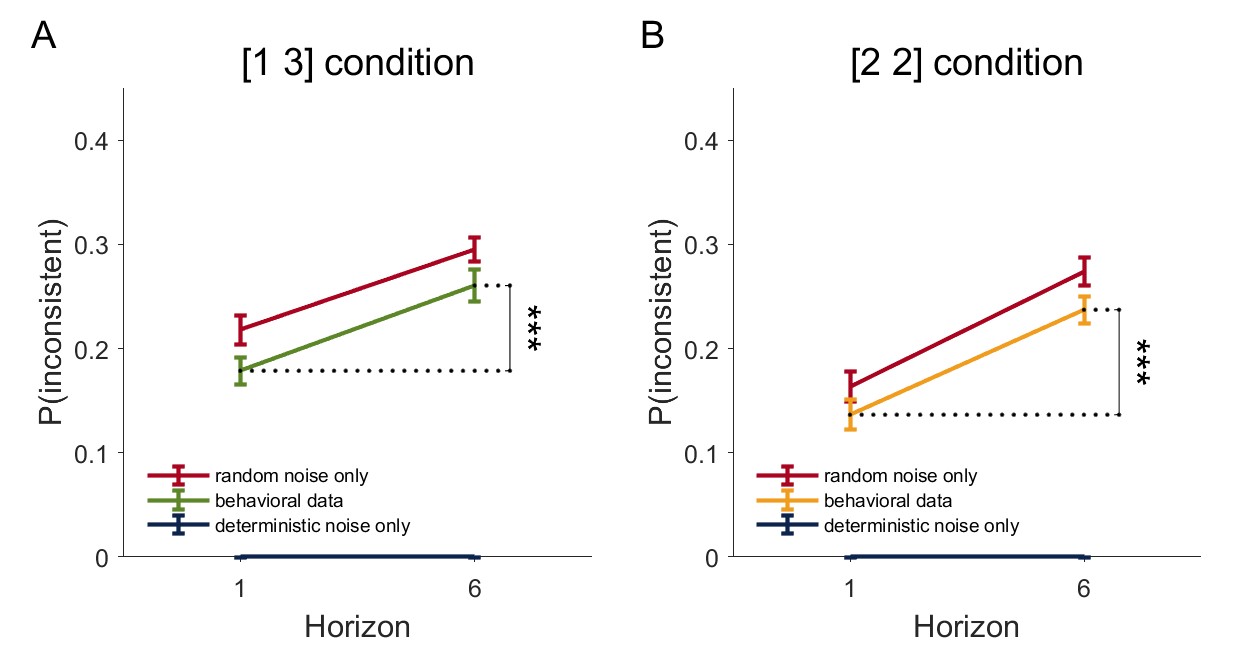 A
[1 3] condition
P(inconsistent)
0.4
0.3
0.2
0.1
0
***
random noise only
behavioral data
deterministic noise only
1
6
Horizon
B
[2 2] condition
P(inconsistent)
0.4
0.3
0.2
0.1
0
***
random noise only
behavioral data
deterministic noise only
1
6
Horizon